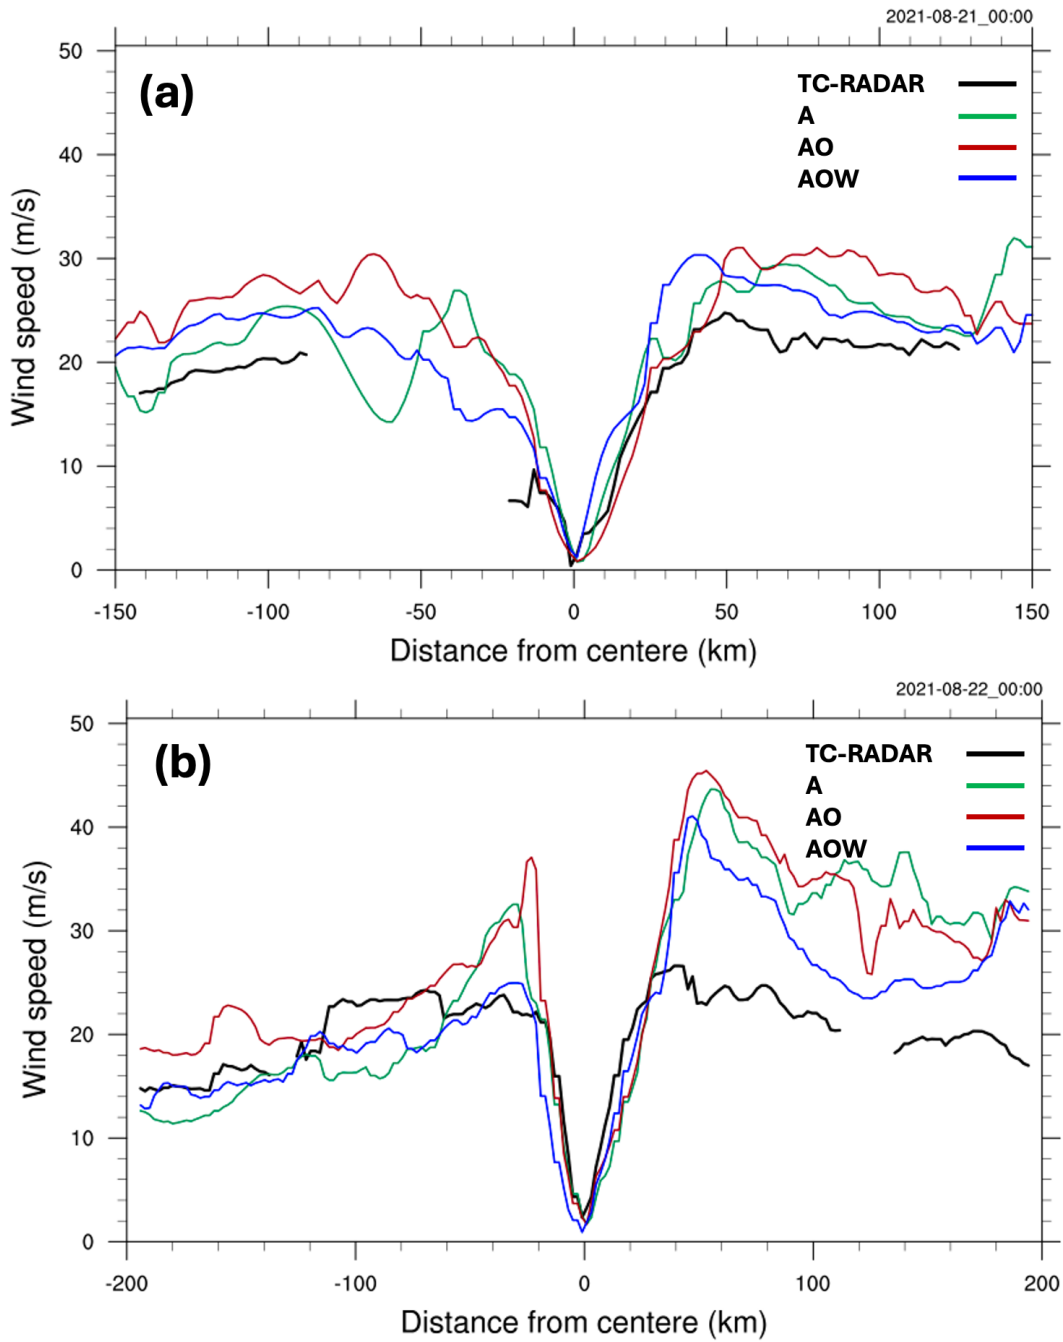 2021-08-21_00:00
50
(a)
TC-RADAR
A
AO
AOW
40
30
20
10
0
Wind speed (m/s)
-150 -100 -50 0 50 100 150
Distance from centere (km)
2021-08-22_00:00
50
(b)
TC-RADAR
A
AO
AOW
40
30
20
10
0
Wind speed (m/s)
-200 -100 0 100 200
Distance from centere (km)